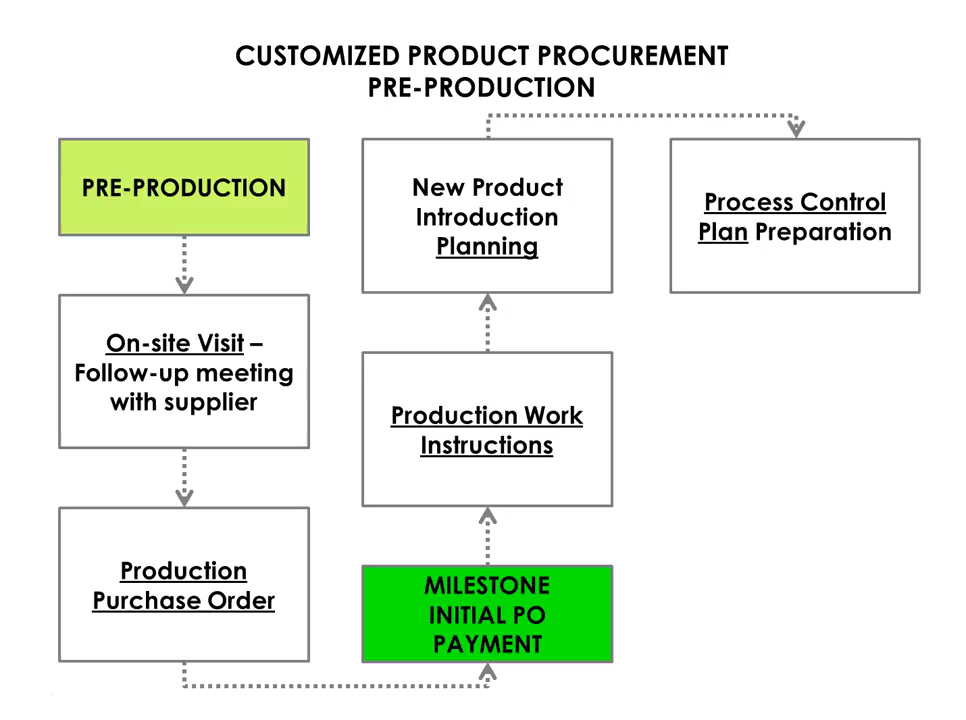 CUSTOMIZED PRODUCT PROCUREMENT
PRE-PRODUCTION
PRE-PRODUCTION
On-site Visit –
Follow-up meeting
with supplier
Production
Purchase Order
MILESTONE
INITIAL PO
PAYMENT
Production Work
Instructions
New Product
Introduction
Planning
Process Control
Plan Preparation